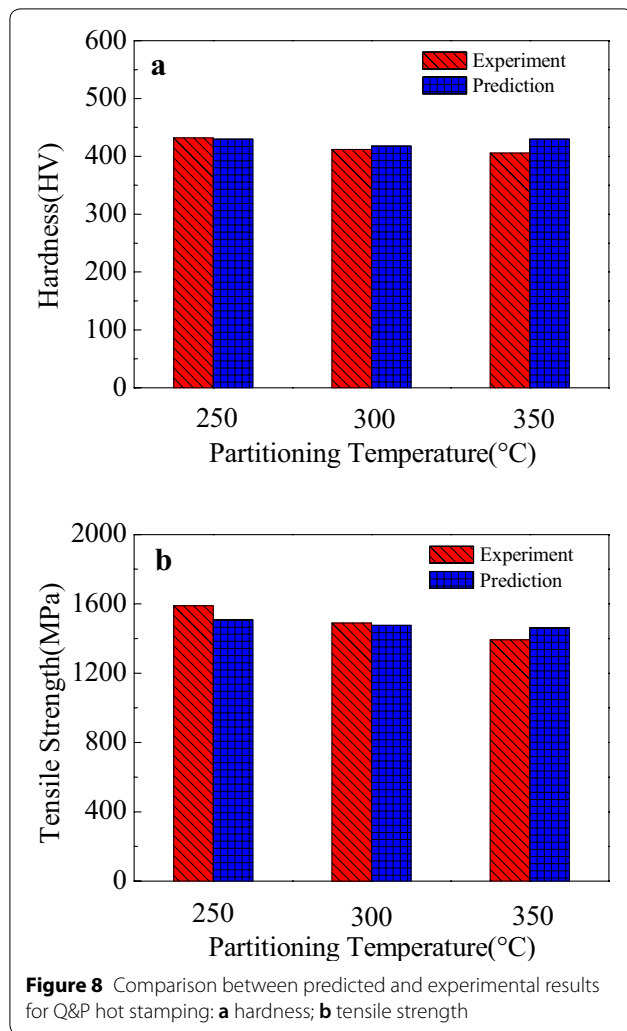 a
Experiment
Prediction
600
500
400
300
200
100
0
Hardness(HV)
250 300 350
Partitioning Temperature(°C)
b
Experiment
Prediction
2000
1600
1200
800
400
0
Tensile Strength(MPa)
250 300 350
Partitioning Temperature(°C)
Figure 8 Comparison between predicted and experimental results
for Q&P hot stamping: a hardness; b tensile strength